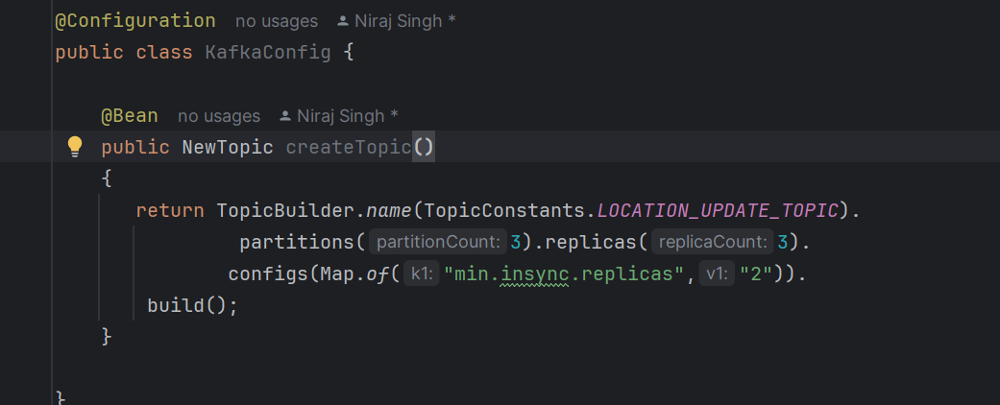 @Configuration no usages Niraj Singh *
public class KafkaConfig {
@Bean no usages Niraj Singh *
public NewTopic createTopic()
{
return TopicBuilder.name(TopicConstants.LOCATION_UPDATE_TOPIC).
partitions( partitionCount: 3).replicas( replicaCount: 3).
configs(Map.of( k1: "min.insync.replicas", v1: "2")).
build();
}
}